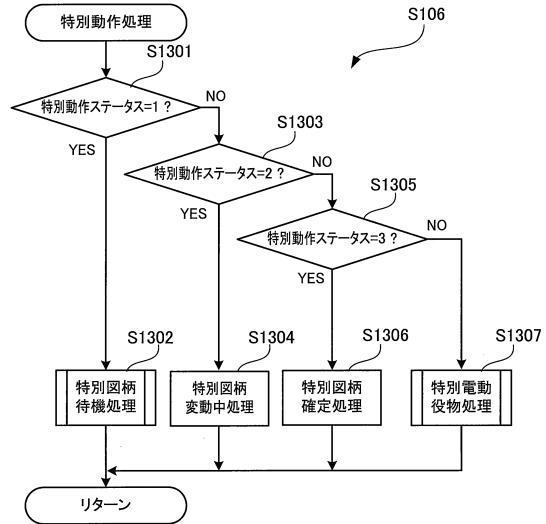 特別動作処理
S106
S1301
特別動作ステータス=1 ?
NO
YES
S1303
特別動作ステータス=2 ?
NO
YES
S1305
特別動作ステータス=3 ?
NO
YES
S1302
特別図柄
待機処理
S1304
特別図柄
変動中処理
S1306
特別図柄
確定処理
S1307
特別電動
役物処理
リターン